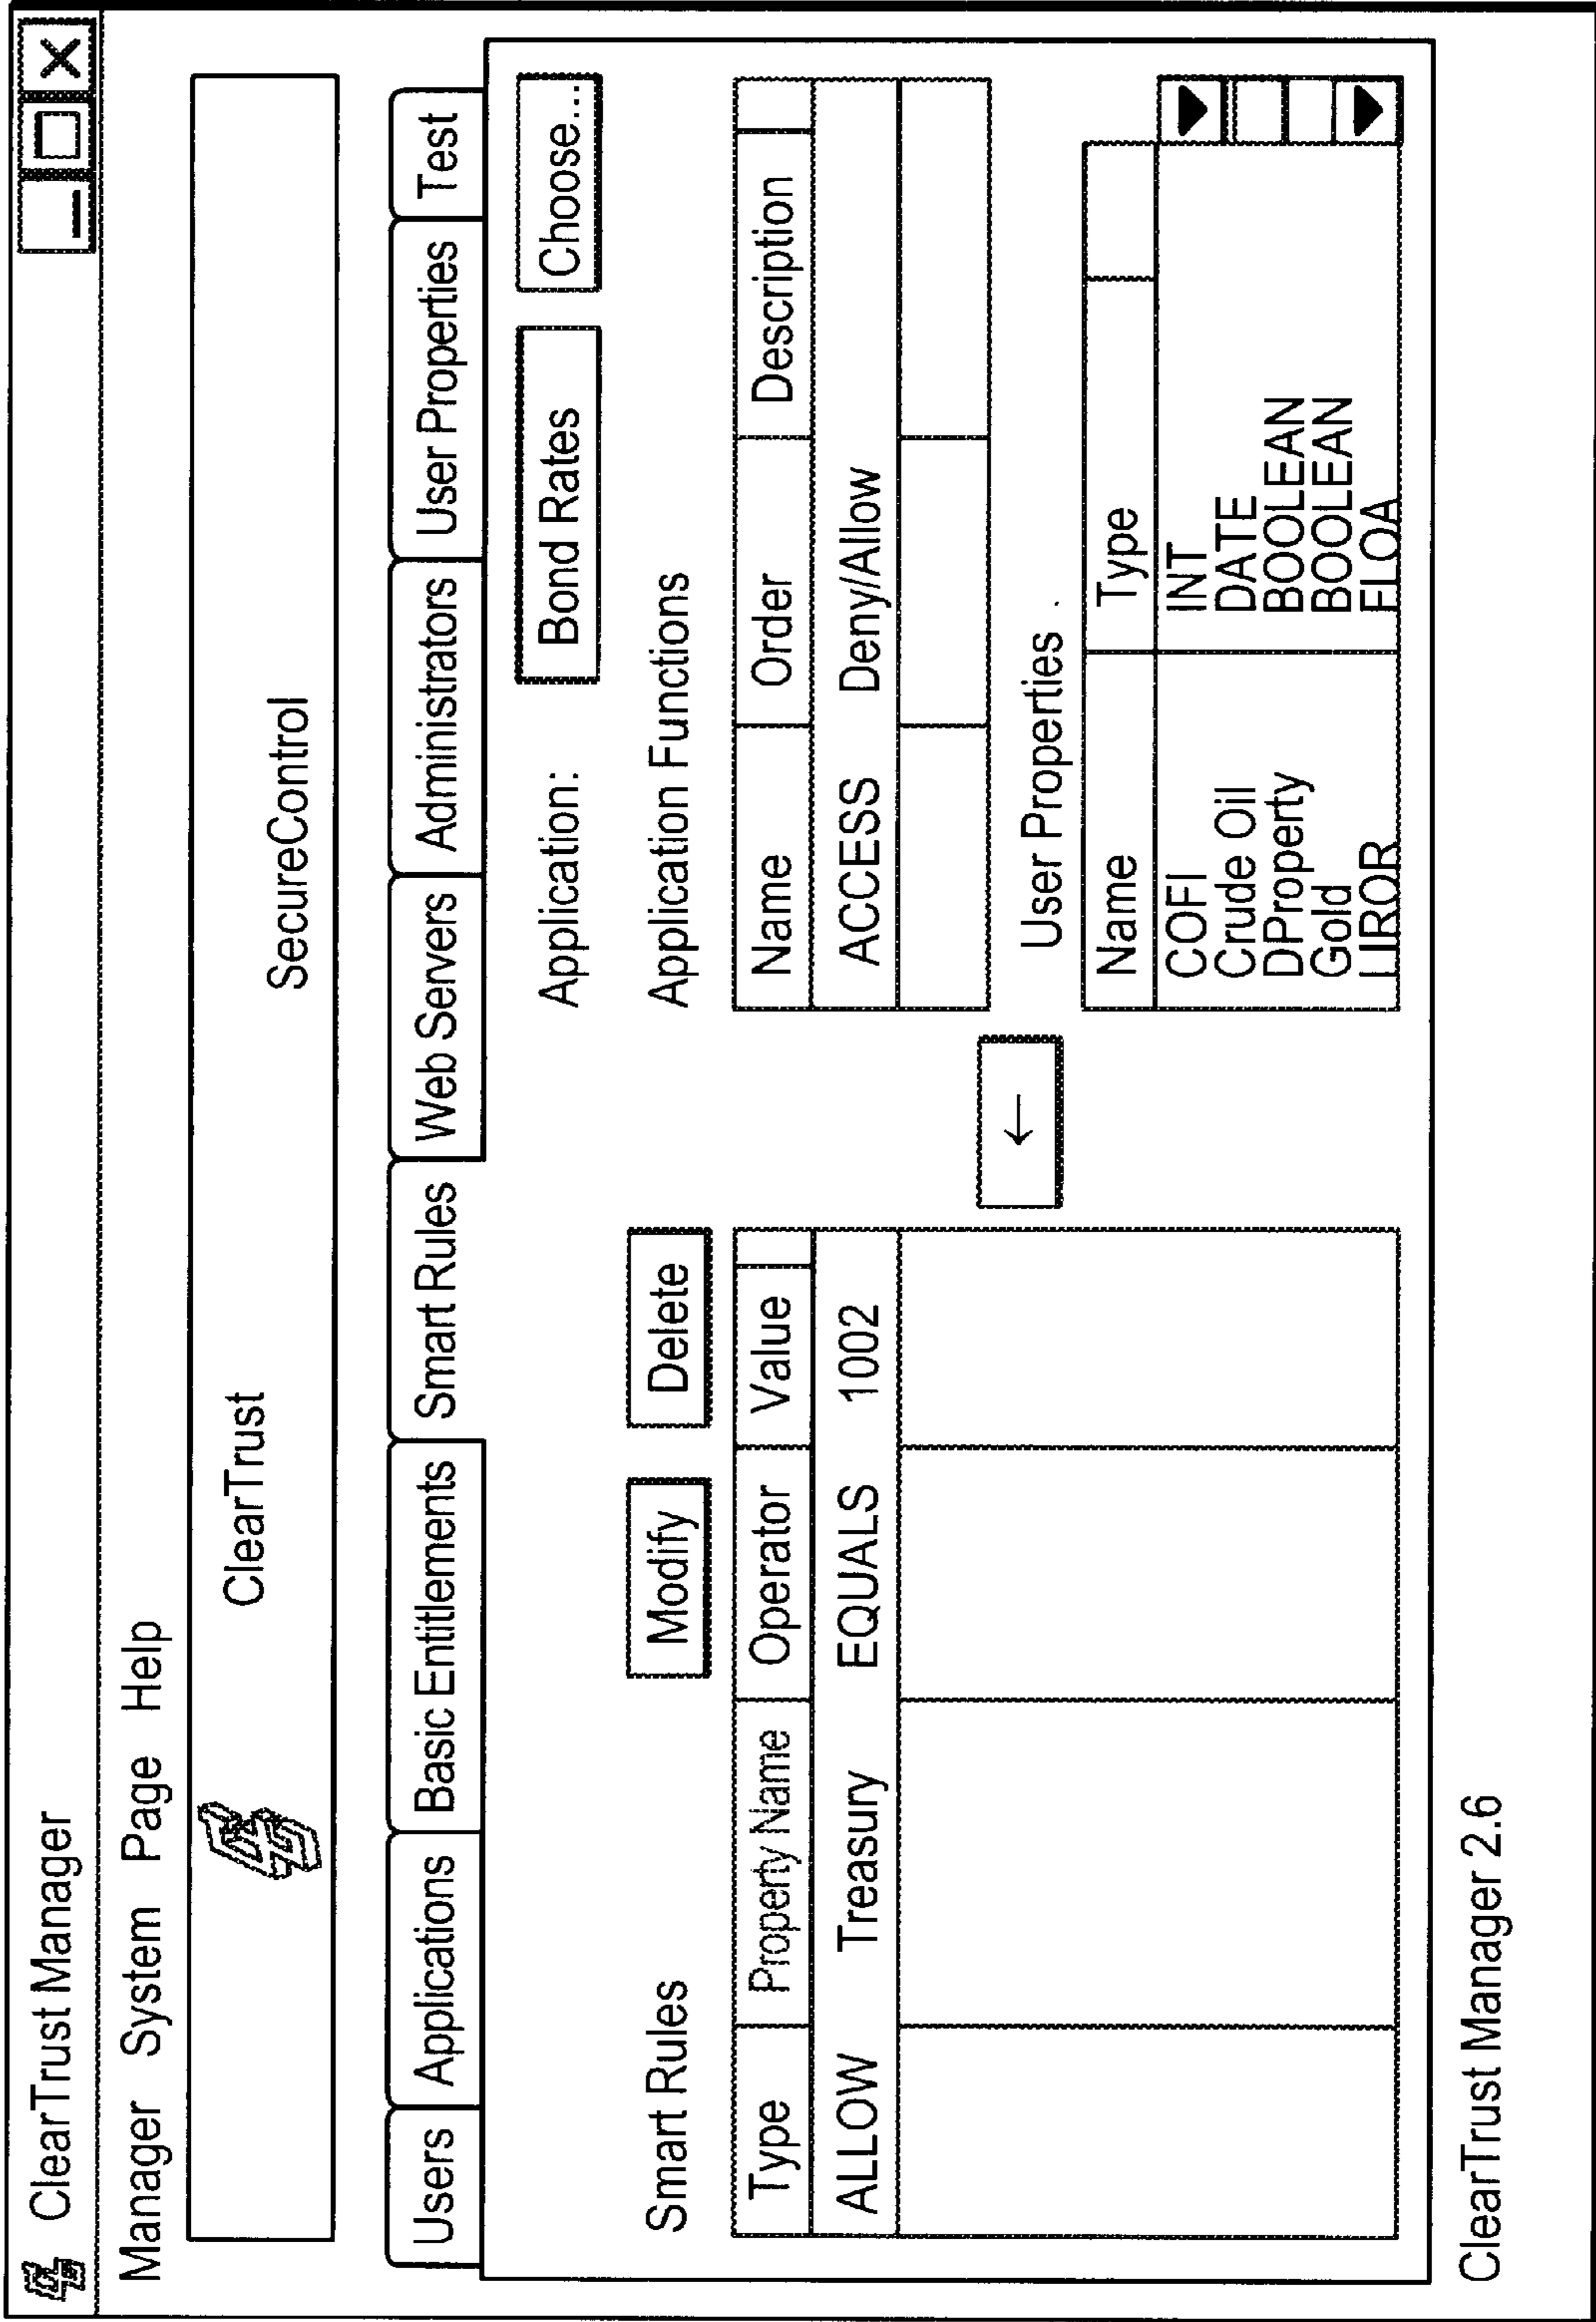 ClearTrust Manager
Manager System Page Help
ClearTrust
SecureControl
Users Applications Basic Entitlements Smart Rules Web Servers Administrators User Properties Test
Application: Bond Rates Choose...
Smart Rules Modify Delete
Application Functions
Type Property Name Operator Value
ALLOW Treasury EQUALS 1002
Name Order Description
ACCESS Deny/Allow
User Properties
Name Type
COFI INT
Crude Oil DATE
DProperty BOOLEAN
Gold BOOLEAN
LIROR FLOA
ClearTrust Manager 2.6